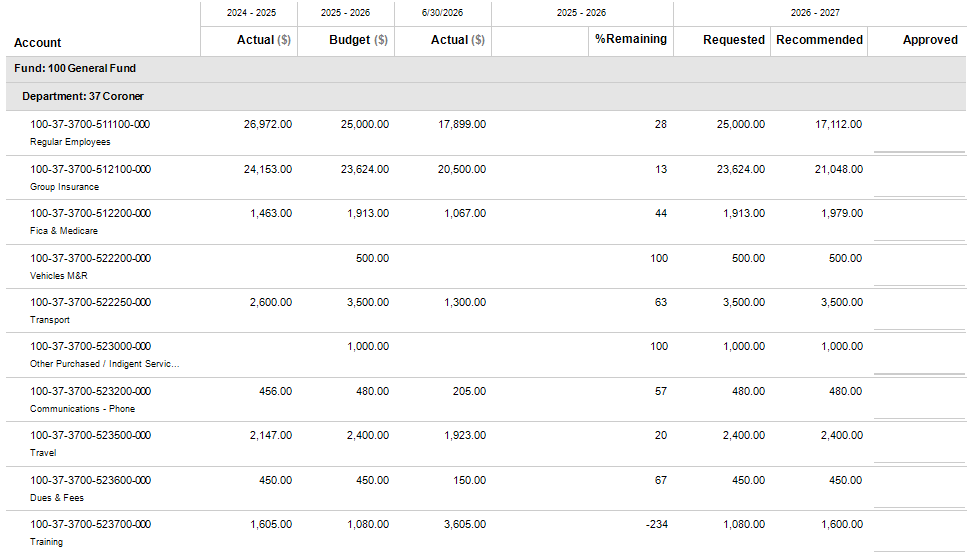 2024 - 2025 2025 - 2026 6/30/2026 2025 - 2026 2026 - 2027
Account Actual ($) Budget ($) Actual ($) %Remaining Requested Recommended Approved
Fund: 100 General Fund
Department: 37 Coroner
100-37-3700-511100-000 26,972.00 25,000.00 17,899.00 28 25,000.00 17,112.00
Regular Employees
100-37-3700-512100-000 24,153.00 23,624.00 20,500.00 13 23,624.00 21,048.00
Group Insurance
100-37-3700-512200-000 1,463.00 1,913.00 1,067.00 44 1,913.00 1,979.00
Fica & Medicare
100-37-3700-522200-000 500.00 100 500.00 500.00
Vehicles M&R
100-37-3700-522250-000 2,600.00 3,500.00 1,300.00 63 3,500.00 3,500.00
Transport
100-37-3700-523000-000 1,000.00 100 1,000.00 1,000.00
Other Purchased / Indigent Servic...
100-37-3700-523200-000 456.00 480.00 205.00 57 480.00 480.00
Communications - Phone
100-37-3700-523500-000 2,147.00 2,400.00 1,923.00 20 2,400.00 2,400.00
Travel
100-37-3700-523600-000 450.00 450.00 150.00 67 450.00 450.00
Dues & Fees
100-37-3700-523700-000 1,605.00 1,080.00 3,605.00 -234 1,080.00 1,600.00
Training